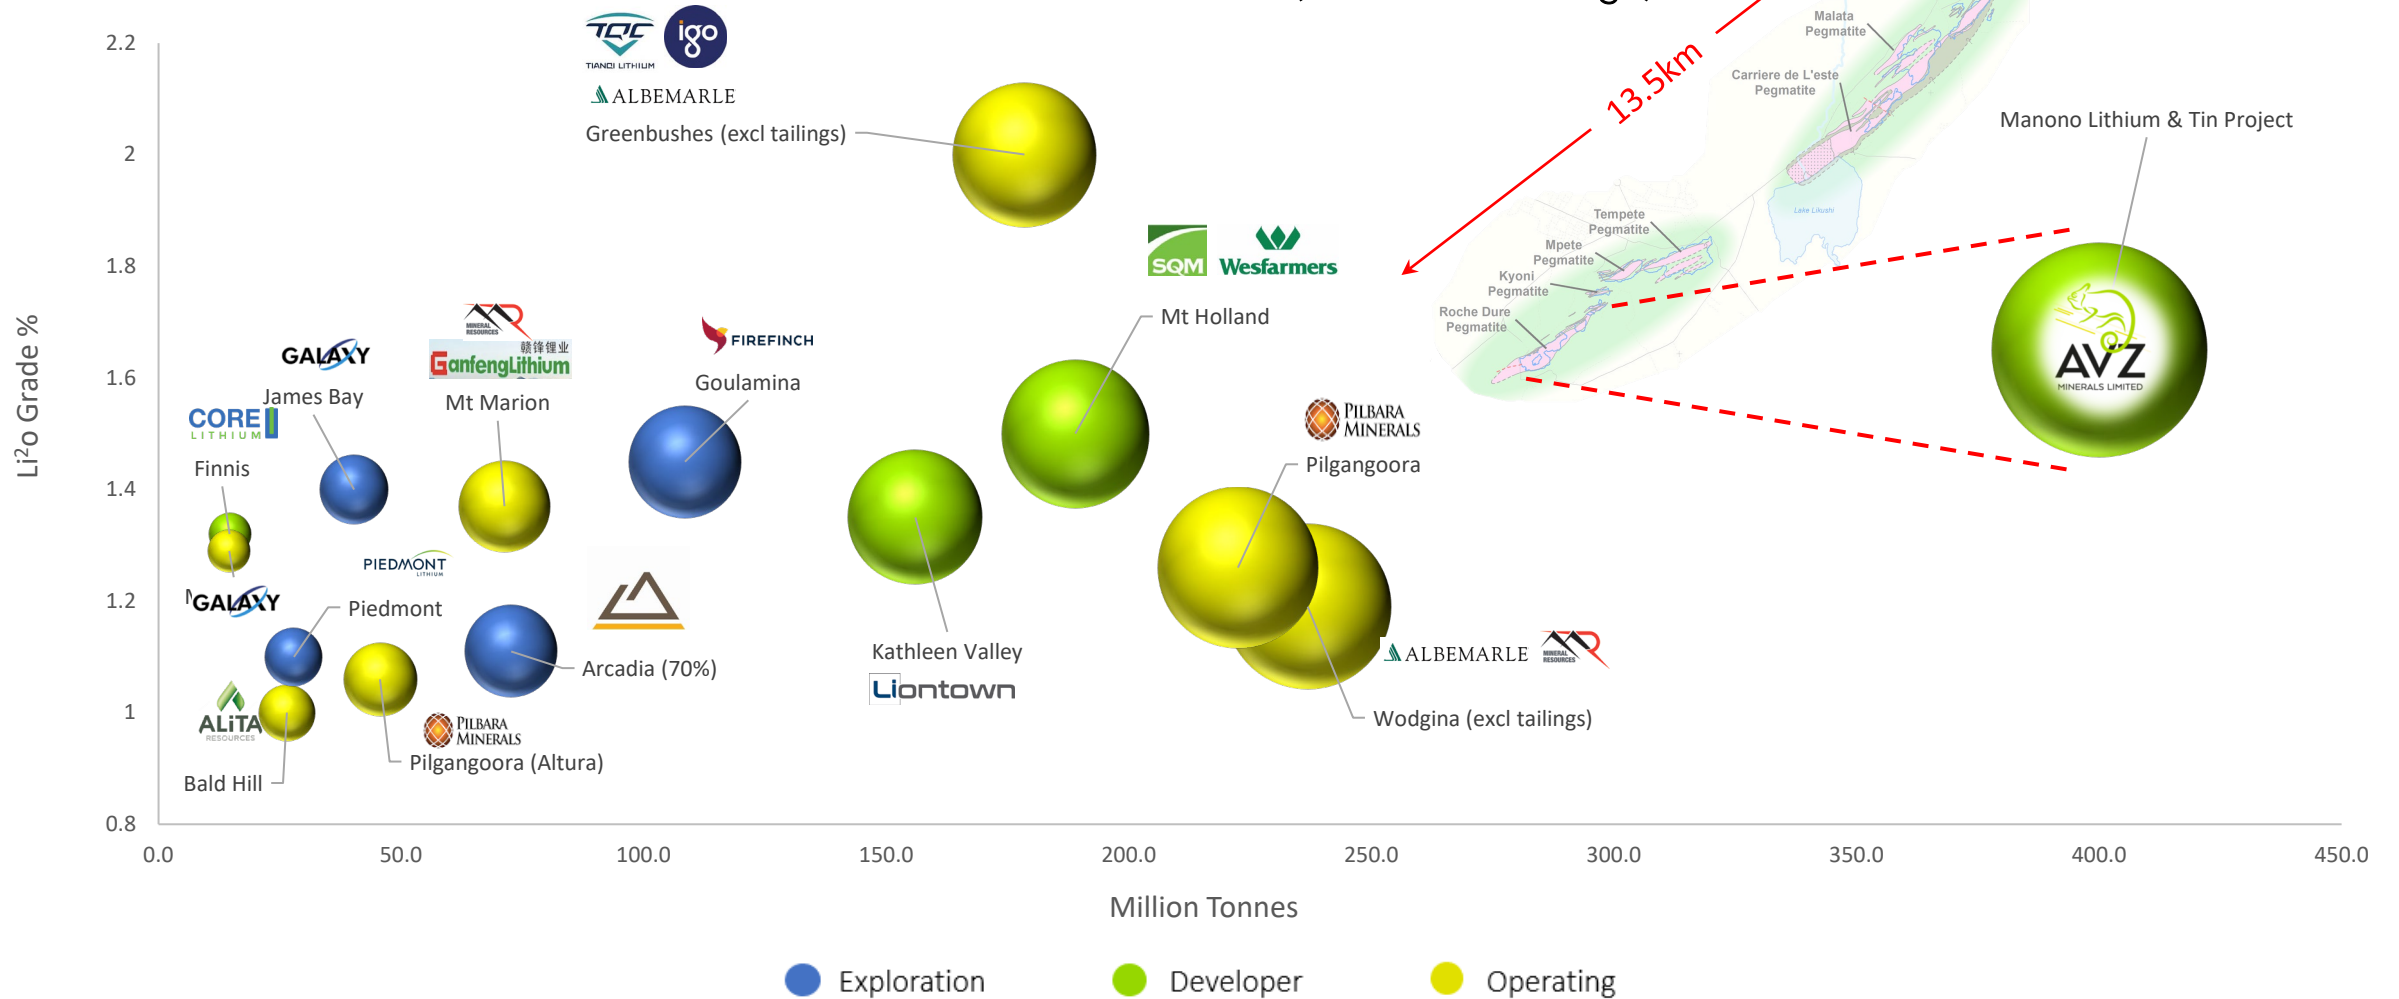 TQC
TIANQI LITHIUM
igo
ALBEMARLE
Greenbushes (excl tailings)
13.5km
Malata
Pegmatite
Carriere de L'este
Pegmatite
Manono Lithium & Tin Project
Lake Likushi
Tempete
Pegmatite
Mpete
Pegmatite
Kyoni
Pegmatite
Roche Dure
Pegmatite
AVZ
MINERALS LIMITED
SQM
Wesfarmers
Mt Holland
PILBARA
MINERALS
Pilgangoora
FIREFINCH
Goulamina
MINERAL
RESOURCES
赣锋锂业
GanfengLithium
Mt Marion
GALAXY
James Bay
CORE
LITHIUM
Finnis
GALAXY
PIEDMONT
LITHIUM
Piedmont
Arcadia (70%)
Kathleen Valley
Liontown
ALBEMARLE
MINERAL
RESOURCES
Wodgina (excl tailings)
ALiTA
RESOURCES
Bald Hill
PILBARA
MINERALS
Pilgangoora (Altura)
Li²o Grade %
2.2
2
1.8
1.6
1.4
1.2
1
0.8
0.0 50.0 100.0 150.0 200.0 250.0 300.0 350.0 400.0 450.0
Million Tonnes
Exploration Developer Operating